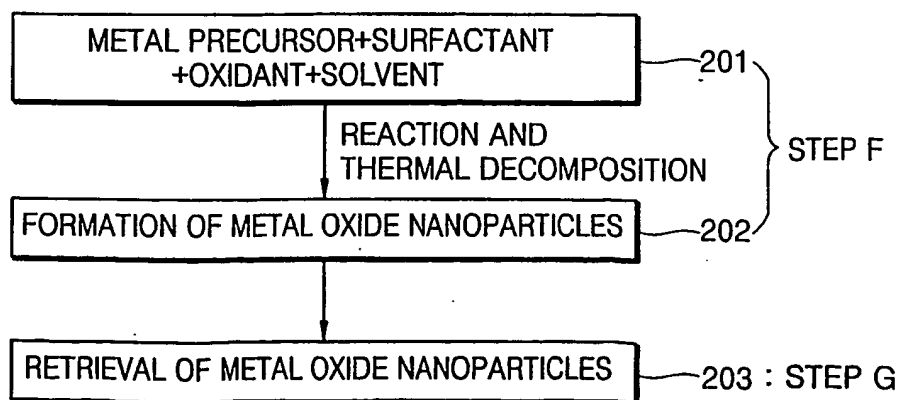 METAL PRECURSOR+SURFACTANT
+OXIDANT+SOLVENT
201
REACTION AND
THERMAL DECOMPOSITION
STEP F
FORMATION OF METAL OXIDE NANOPARTICLES
202
RETRIEVAL OF METAL OXIDE NANOPARTICLES
203 : STEP G